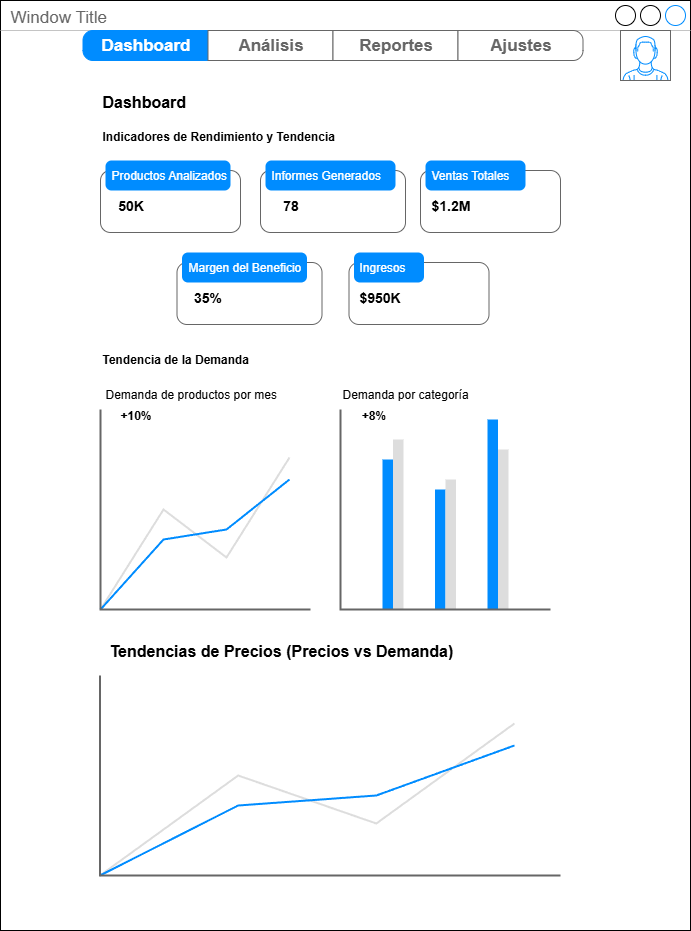 Window Title
Dashboard Análisis Reportes Ajustes
Dashboard
Indicadores de Rendimiento y Tendencia
Productos Analizados Informes Generados Ventas Totales
50K 78 $1.2M
Margen del Beneficio Ingresos
35% $950K
Tendencia de la Demanda
Demanda de productos por mes Demanda por categoría
+10% +8%
Tendencias de Precios (Precios vs Demanda)